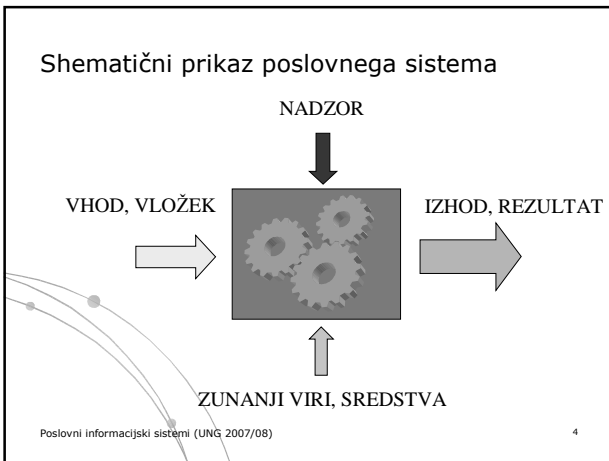 Shematični prikaz poslovnega sistema
NADZOR
VHOD, VLOŽEK
IZHOD, REZULTAT
ZUNANJI VIRI, SREDSTVA
Poslovni informacijski sistemi (UNG 2007/08)
4